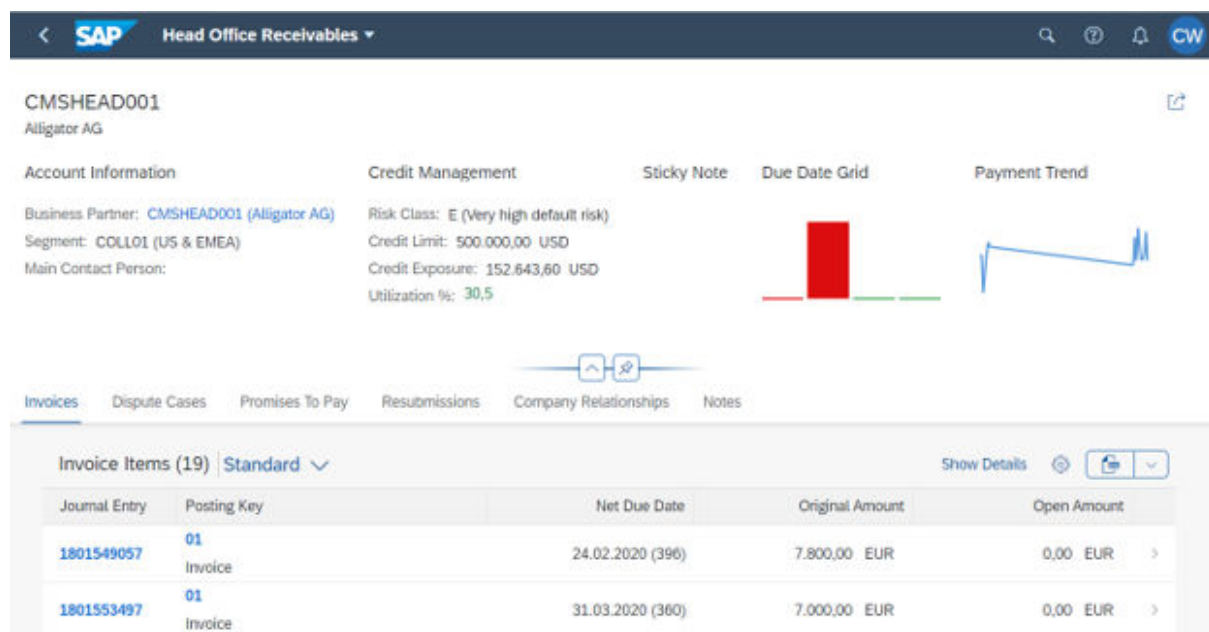 SAP Head Office Receivables
CW
CMSHEAD001
Alligator AG
Account Information
Business Partner: CMSHEAD001 (Alligator AG)
Segment: COLL01 (US & EMEA)
Main Contact Person:
Credit Management
Risk Class: E (Very high default risk)
Credit Limit: 500.000,00 USD
Credit Exposure: 152.643,60 USD
Utilization %: 30,5
Sticky Note
Due Date Grid
Payment Trend
Invoices Dispute Cases Promises To Pay Resubmissions Company Relationships Notes
Invoice Items (19) Standard Show Details
Journal Entry Posting Key Net Due Date Original Amount Open Amount
1801549057 01 Invoice 24.02.2020 (396) 7.800,00 EUR 0,00 EUR
1801553497 01 Invoice 31.03.2020 (360) 7.000,00 EUR 0,00 EUR